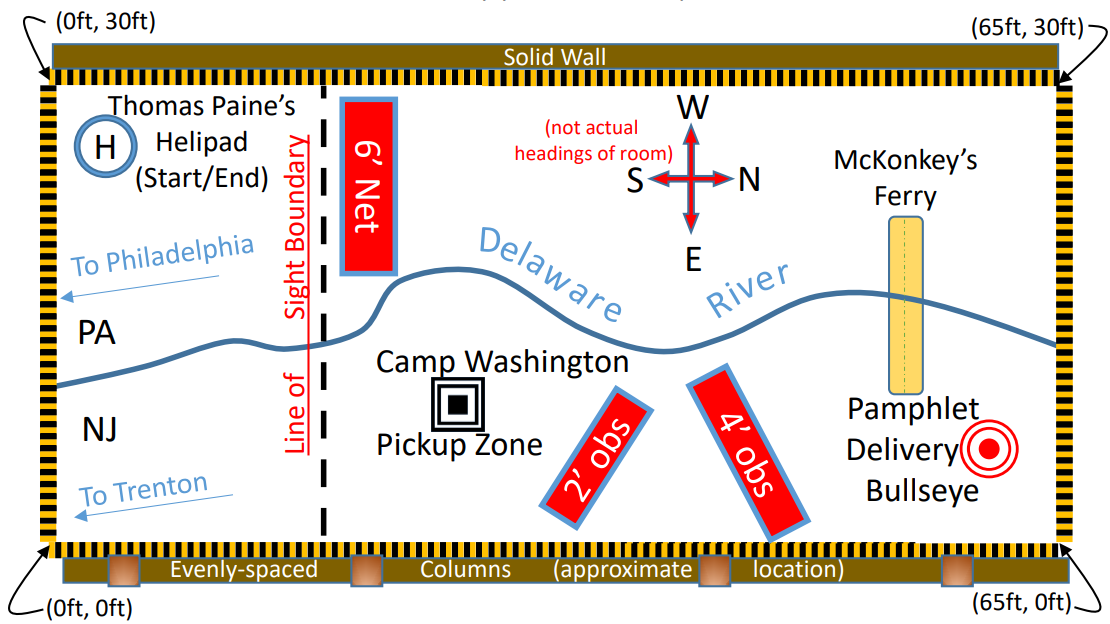 (0ft, 30ft)
(65ft, 30ft)
Solid Wall
Thomas Paine's
Helipad
(Start/End)
H
Line of Sight Boundary
6' Net
(not actual
headings of room)
W
S
N
E
McKonkey's
Ferry
To Philadelphia
Delaware River
PA
NJ
To Trenton
Camp Washington
Pickup Zone
2' obs
4' obs
Pamphlet
Delivery
Bullseye
Evenly-spaced Columns (approximate location)
(0ft, 0ft)
(65ft, 0ft)